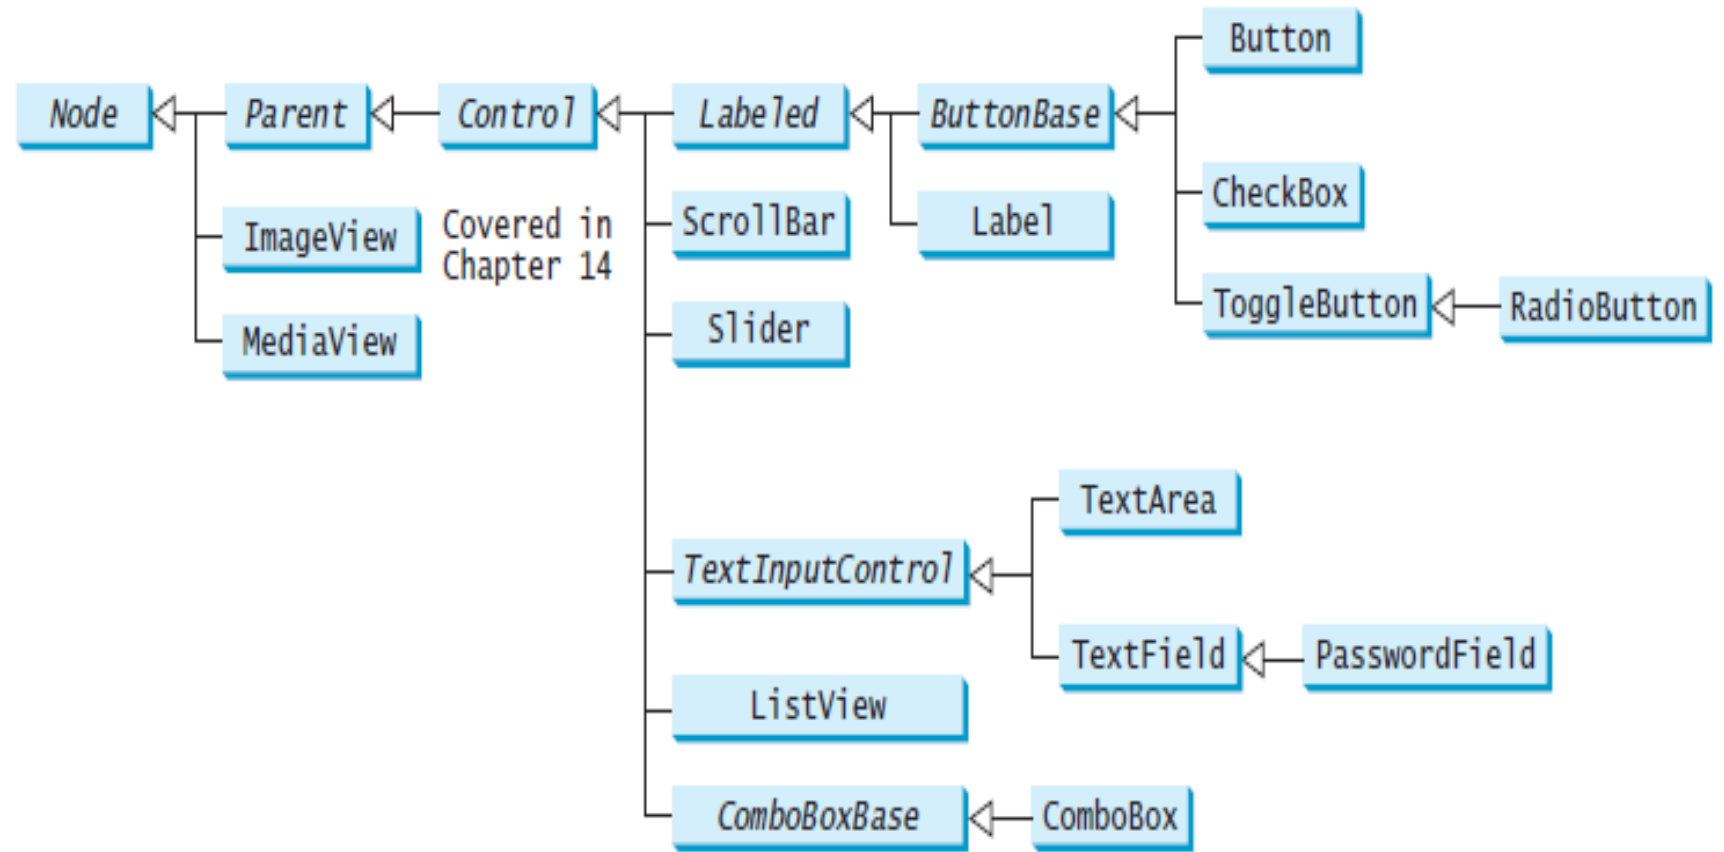 Button
Node
Parent
Control
Labeled
ButtonBase
CheckBox
ImageView
Covered in
Chapter 14
ScrollBar
Label
ToggleButton
RadioButton
MediaView
Slider
TextArea
TextInputControl
TextField
PasswordField
ListView
ComboBoxBase
ComboBox